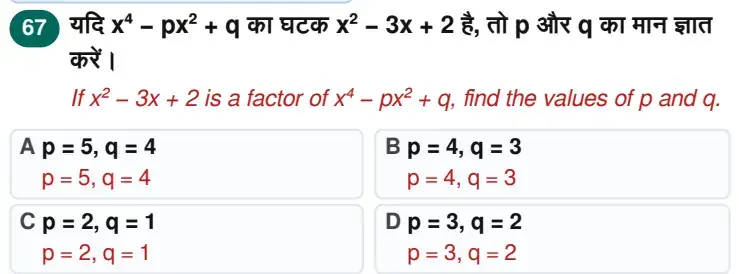 67 यदि x⁴ – px² + q का घटक x² – 3x + 2 है, तो p और q का मान ज्ञात
करें।
If x² – 3x + 2 is a factor of x⁴ – px² + q, find the values of p and q.
A p = 5, q = 4
p = 5, q = 4
B p = 4, q = 3
p = 4, q = 3
C p = 2, q = 1
p = 2, q = 1
D p = 3, q = 2
p = 3, q = 2